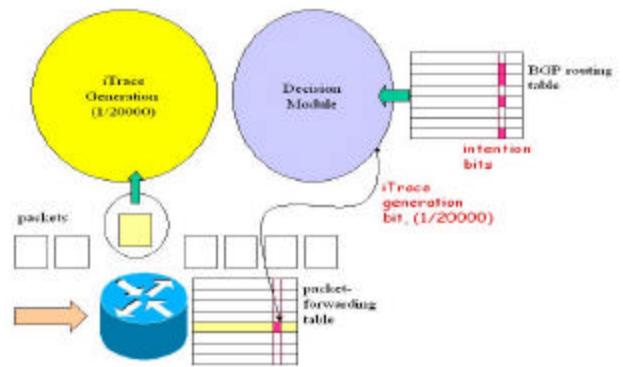 iTrace
Generation
(1/20000)
Decision
Module
BGP routing
table
intention
bits
iTrace
generation
bit, (1/20000)
packets
packet-
forwarding
table